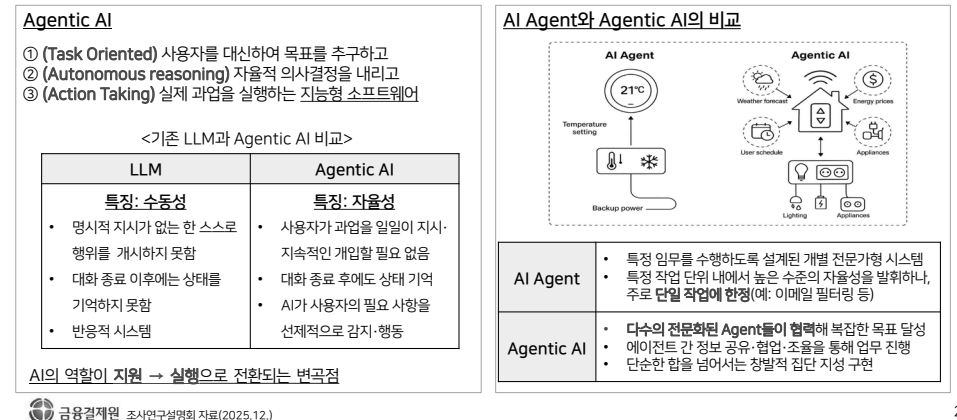 Agentic AI
① (Task Oriented) 사용자를 대신하여 목표를 추구하고
② (Autonomous reasoning) 자율적 의사결정을 내리고
③ (Action Taking) 실제 과업을 실행하는 지능형 소프트웨어
<기존 LLM과 Agentic AI 비교>
LLM
Agentic AI
특징: 수동성
• 명시적 지시가 없는 한 스스로
행위를 개시하지 못함
• 대화 종료 이후에는 상태를
기억하지 못함
• 반응적 시스템
특징: 자율성
• 사용자가 과업을 일일이 지시·
지속적인 개입할 필요 없음
• 대화 종료 후에도 상태 기억
• AI가 사용자의 필요 사항을
선제적으로 감지·행동
AI의 역할이 지원 → 실행으로 전환되는 변곡점
AI Agent와 Agentic AI의 비교
AI Agent
21°C
Temperature
setting
Backup power
Agentic AI
Weather forecast
Energy prices
User schedule
Appliances
Lighting
Appliances
AI Agent
• 특정 임무를 수행하도록 설계된 개별 전문가형 시스템
• 특정 작업 단위 내에서 높은 수준의 자율성을 발휘하나,
주로 단일 작업에 한정(예: 이메일 필터링 등)
Agentic AI
• 다수의 전문화된 Agent들이 협력해 복잡한 목표 달성
• 에이전트 간 정보 공유·협업·조율을 통해 업무 진행
• 단순한 합을 넘어서는 창발적 집단 지성 구현
금융결제원 조사연구설명회 자료(2025.12.)